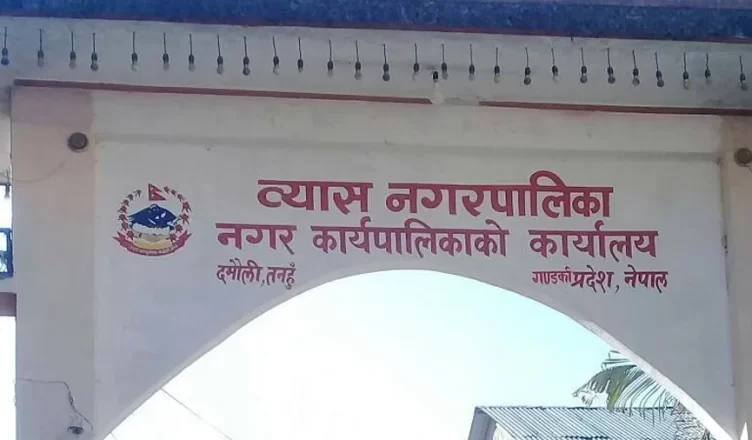 व्यास नगरपालिका
नगर कार्यपालिकाको कार्यालय
दमौली, तनहुँ गण्डकी प्रदेश, नेपाल